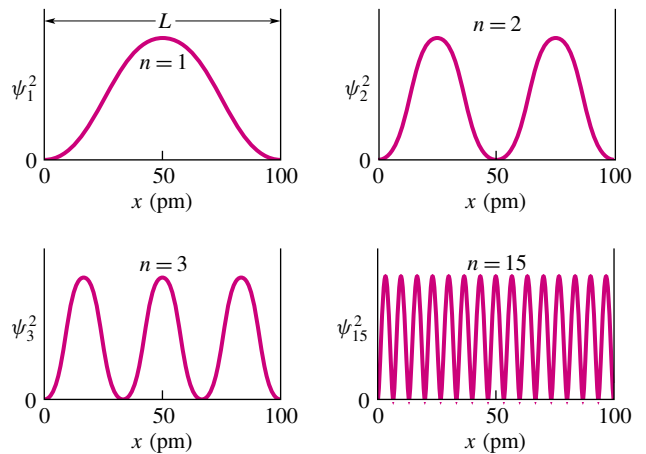 L
n = 1
ψ₁²
0
0 50 100
x (pm)
n = 2
ψ₂²
0
0 50 100
x (pm)
n = 3
ψ₃²
0
0 50 100
x (pm)
n = 15
ψ₁₅²
0
0 50 100
x (pm)